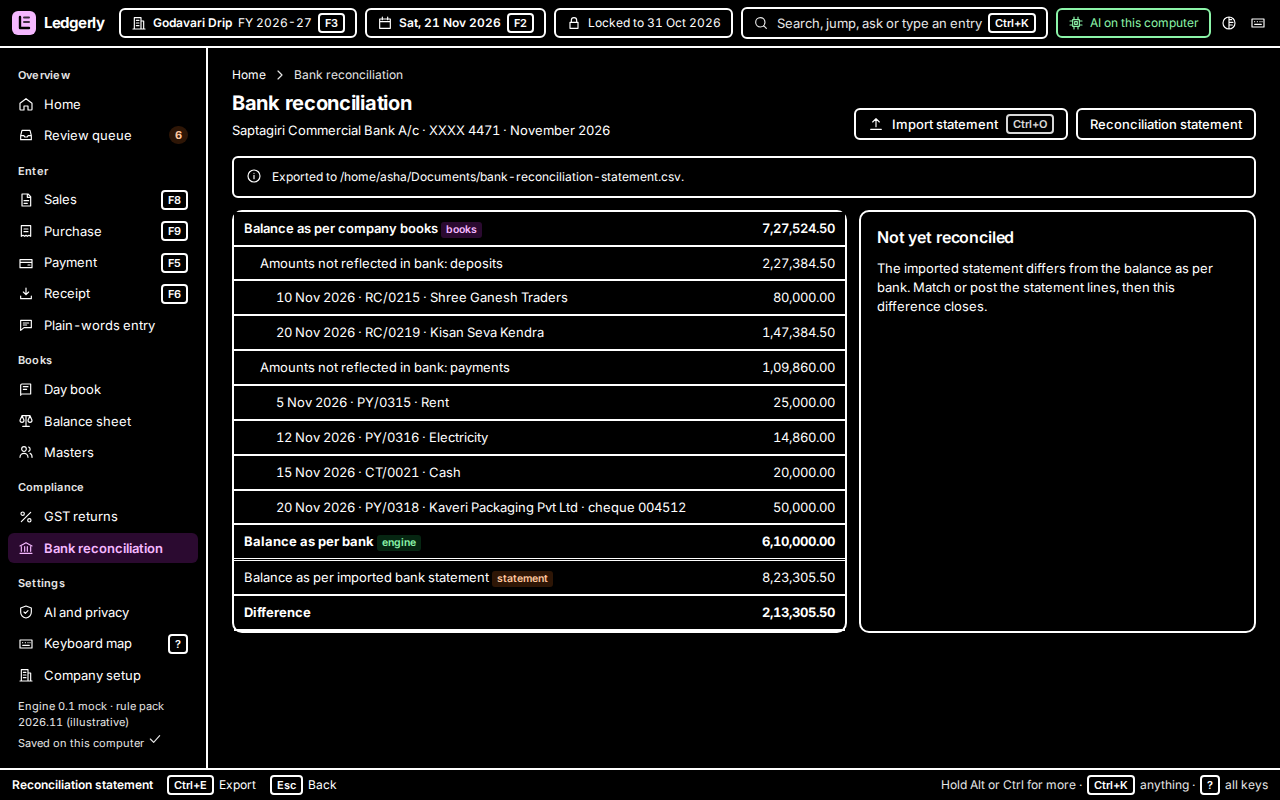 Ledgerly
Godavari Drip FY 2026-27 F3
Sat, 21 Nov 2026 F2
Locked to 31 Oct 2026
Search, jump, ask or type an entry Ctrl+K
AI on this computer
Overview
Home
Review queue 6
Enter
Sales F8
Purchase F9
Payment F5
Receipt F6
Plain-words entry
Books
Day book
Balance sheet
Masters
Compliance
GST returns
Bank reconciliation
Settings
AI and privacy
Keyboard map ?
Company setup
Engine 0.1 mock · rule pack
2026.11 (illustrative)
Saved on this computer
Home > Bank reconciliation
Bank reconciliation
Saptagiri Commercial Bank A/c · XXXX 4471 · November 2026
Import statement Ctrl+O
Reconciliation statement
Exported to /home/asha/Documents/bank-reconciliation-statement.csv.
Balance as per company books books 7,27,524.50
Amounts not reflected in bank: deposits 2,27,384.50
10 Nov 2026 · RC/0215 · Shree Ganesh Traders 80,000.00
20 Nov 2026 · RC/0219 · Kisan Seva Kendra 1,47,384.50
Amounts not reflected in bank: payments 1,09,860.00
5 Nov 2026 · PY/0315 · Rent 25,000.00
12 Nov 2026 · PY/0316 · Electricity 14,860.00
15 Nov 2026 · CT/0021 · Cash 20,000.00
20 Nov 2026 · PY/0318 · Kaveri Packaging Pvt Ltd · cheque 004512 50,000.00
Balance as per bank engine 6,10,000.00
Balance as per imported bank statement statement 8,23,305.50
Difference 2,13,305.50
Not yet reconciled
The imported statement differs from the balance as per
bank. Match or post the statement lines, then this
difference closes.
Reconciliation statement Ctrl+E Export Esc Back
Hold Alt or Ctrl for more · Ctrl+K anything · ? all keys